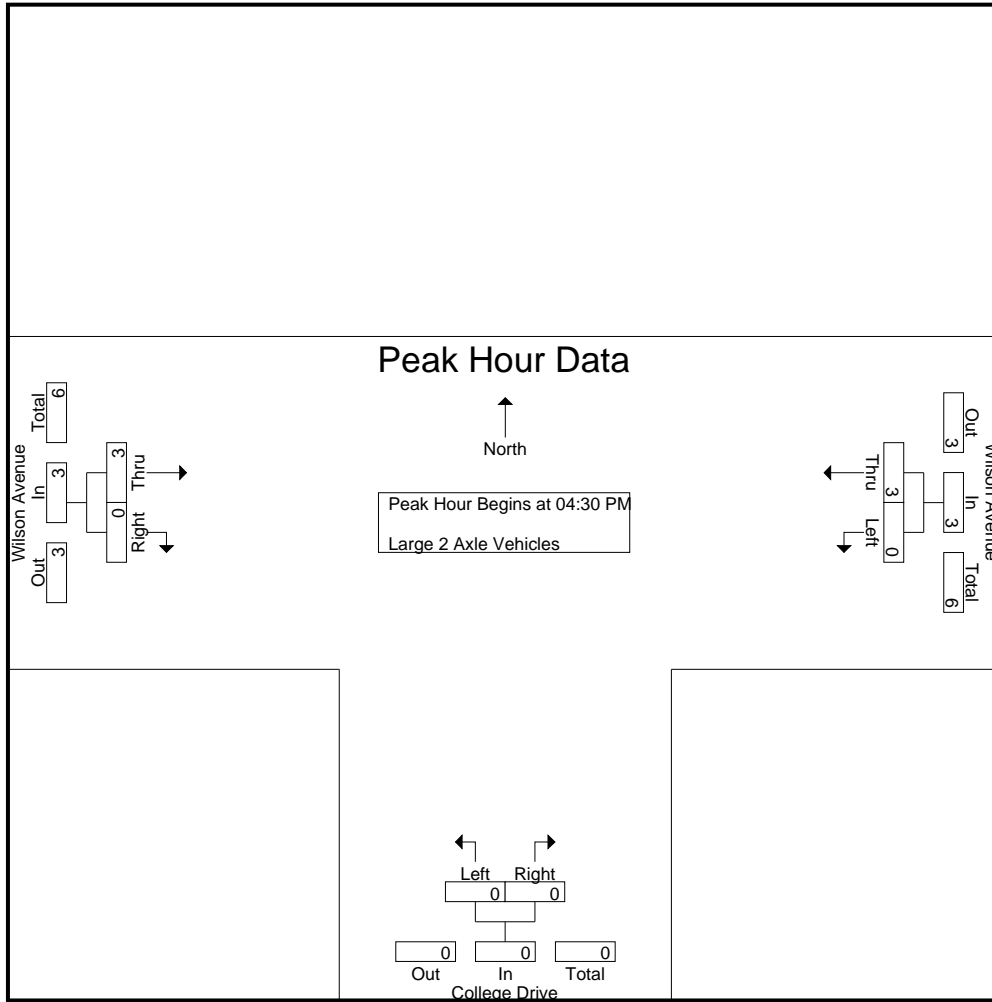 Peak Hour Data
North
Peak Hour Begins at 04:30 PM
Large 2 Axle Vehicles
Wilson Avenue
Out In Total
3 3 6
Right Thru
0 3
Wilson Avenue
Out In Total
3 3 6
Thru Left
3 0
Left Right
0 0
0 0 0
Out In Total
College Drive